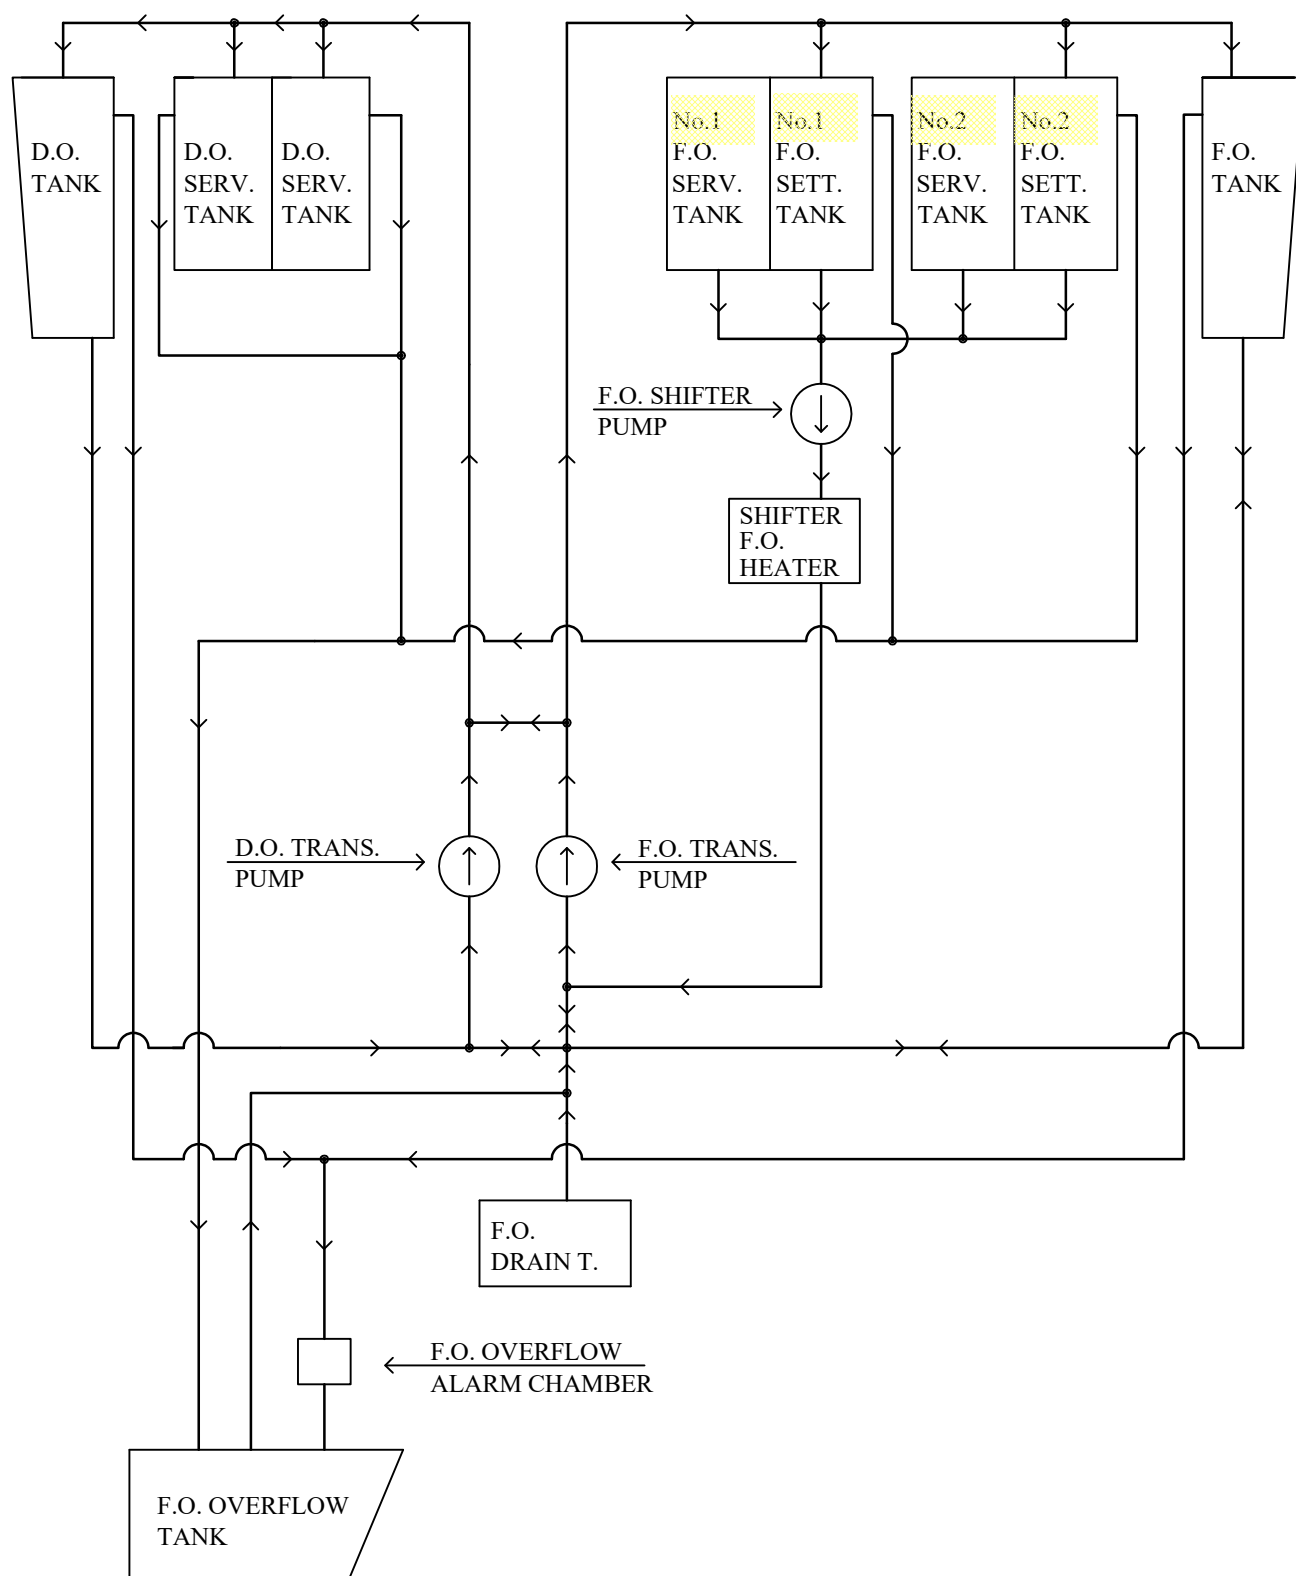 D.O.
TANK
D.O.
SERV.
TANK
D.O.
SERV.
TANK
No.1
F.O.
SERV.
TANK
No.1
F.O.
SETT.
TANK
No.2
F.O.
SERV.
TANK
No.2
F.O.
SETT.
TANK
F.O.
TANK
F.O. SHIFTER
PUMP
SHIFTER
F.O.
HEATER
D.O. TRANS.
PUMP
F.O. TRANS.
PUMP
F.O.
DRAIN T.
F.O. OVERFLOW
ALARM CHAMBER
F.O. OVERFLOW
TANK